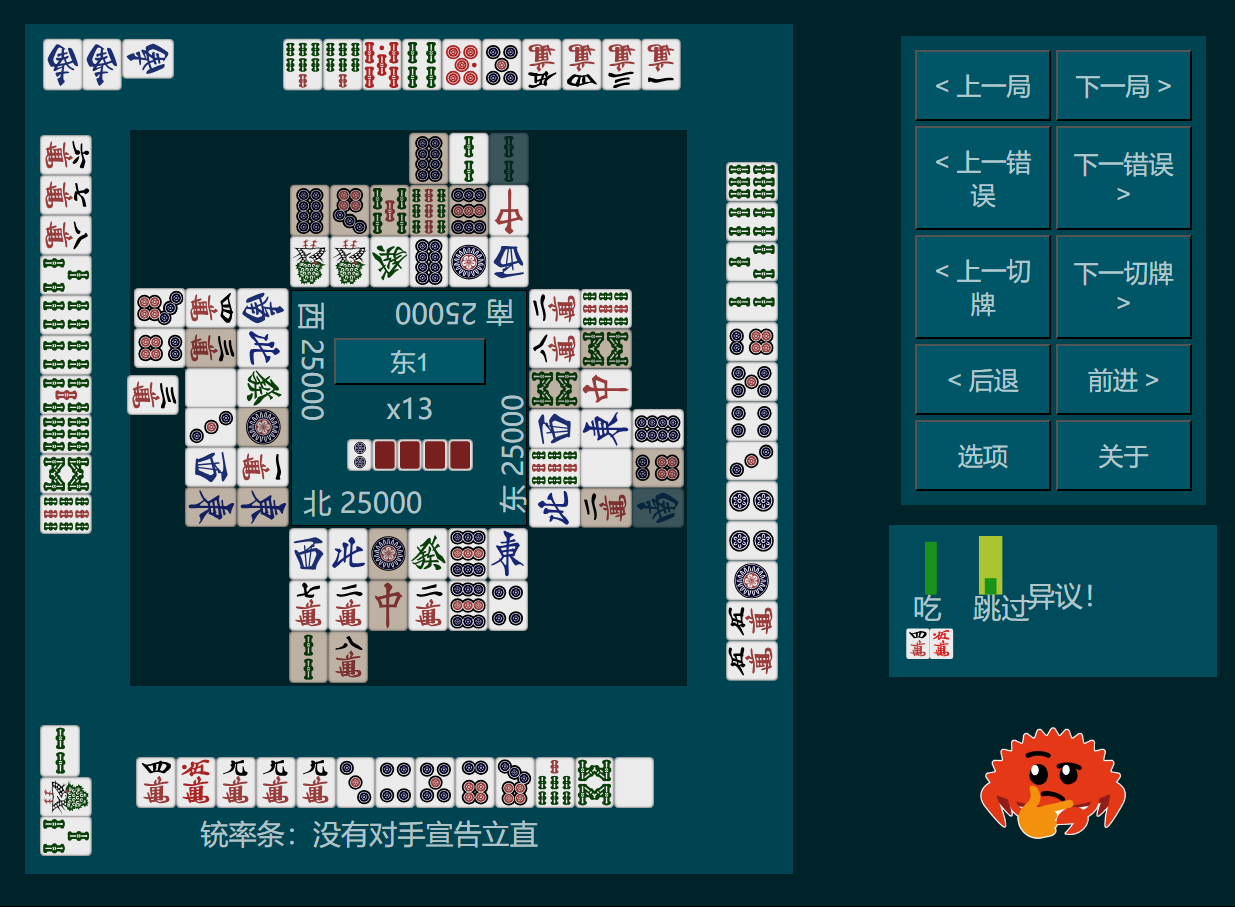 < 上一局
下一局 >
< 上一错
误
下一错误
>
< 上一切
牌
下一切牌
>
< 后退
前进 >
选项
关于
南 25000
西 25000
东1
x13
东 25000
北 25000
吃
跳过
异议!
铳率条：没有对手宣告立直